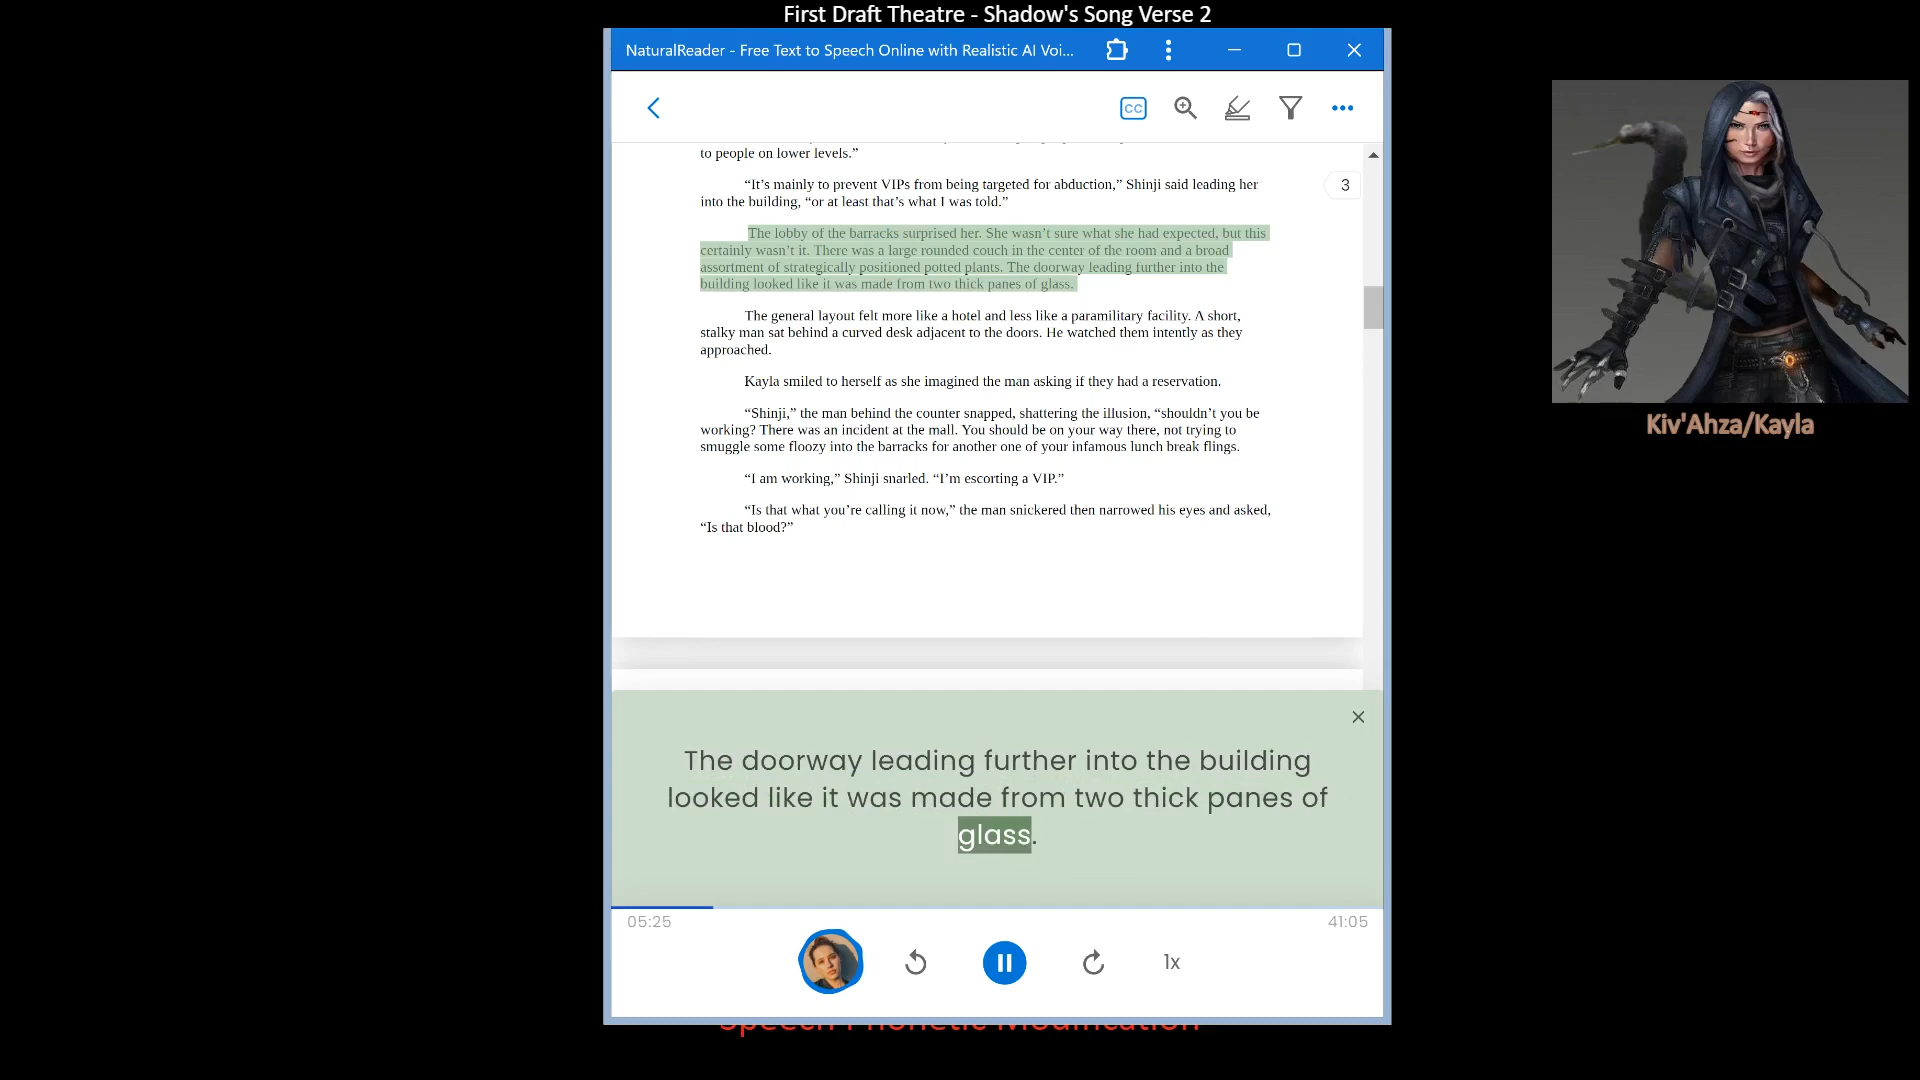 First Draft Theatre - Shadow's Song Verse 2
NaturalReader - Free Text to Speech Online with Realistic AI Voi...
CC
to people on lower levels.”
3
“It’s mainly to prevent VIPs from being targeted for abduction,” Shinji said leading her
into the building, “or at least that’s what I was told.”
The lobby of the barracks surprised her. She wasn’t sure what she had expected, but this
certainly wasn’t it. There was a large rounded couch in the center of the room and a broad
assortment of strategically positioned potted plants. The doorway leading further into the
building looked like it was made from two thick panes of glass.
The general layout felt more like a hotel and less like a paramilitary facility. A short,
stalky man sat behind a curved desk adjacent to the doors. He watched them intently as they
approached.
Kayla smiled to herself as she imagined the man asking if they had a reservation.
“Shinji,” the man behind the counter snapped, shattering the illusion, “shouldn’t you be
working? There was an incident at the mall. You should be on your way there, not trying to
smuggle some floozy into the barracks for another one of your infamous lunch break flings.
“I am working,” Shinji snarled. “I’m escorting a VIP.”
“Is that what you’re calling it now,” the man snickered then narrowed his eyes and asked,
“Is that blood?”
Kiv'Ahza/Kayla
The doorway leading further into the building
looked like it was made from two thick panes of
glass.
05:25
41:05
1x
Speech Phonetic Modification